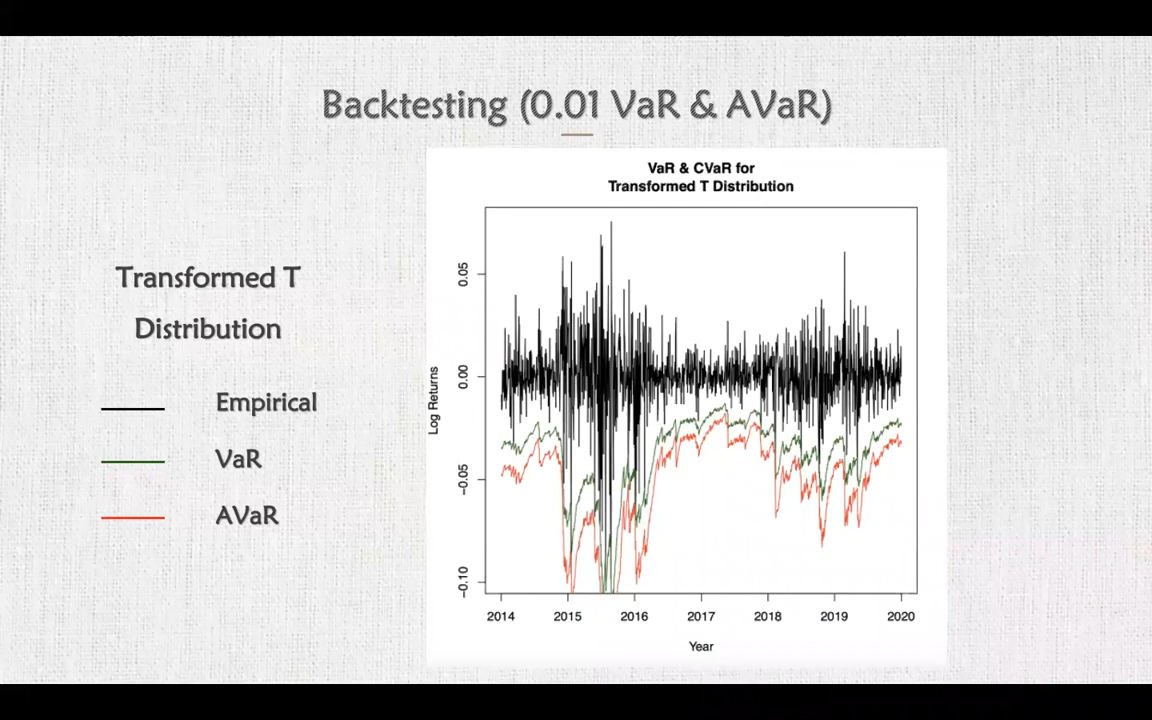 Backtesting (0.01 VaR & AVaR)
Transformed T
Distribution
Empirical
VaR
AVaR
VaR & CVaR for
Transformed T Distribution
Log Returns
0.05
0.00
−0.05
−0.10
2014 2015 2016 2017 2018 2019 2020
Year